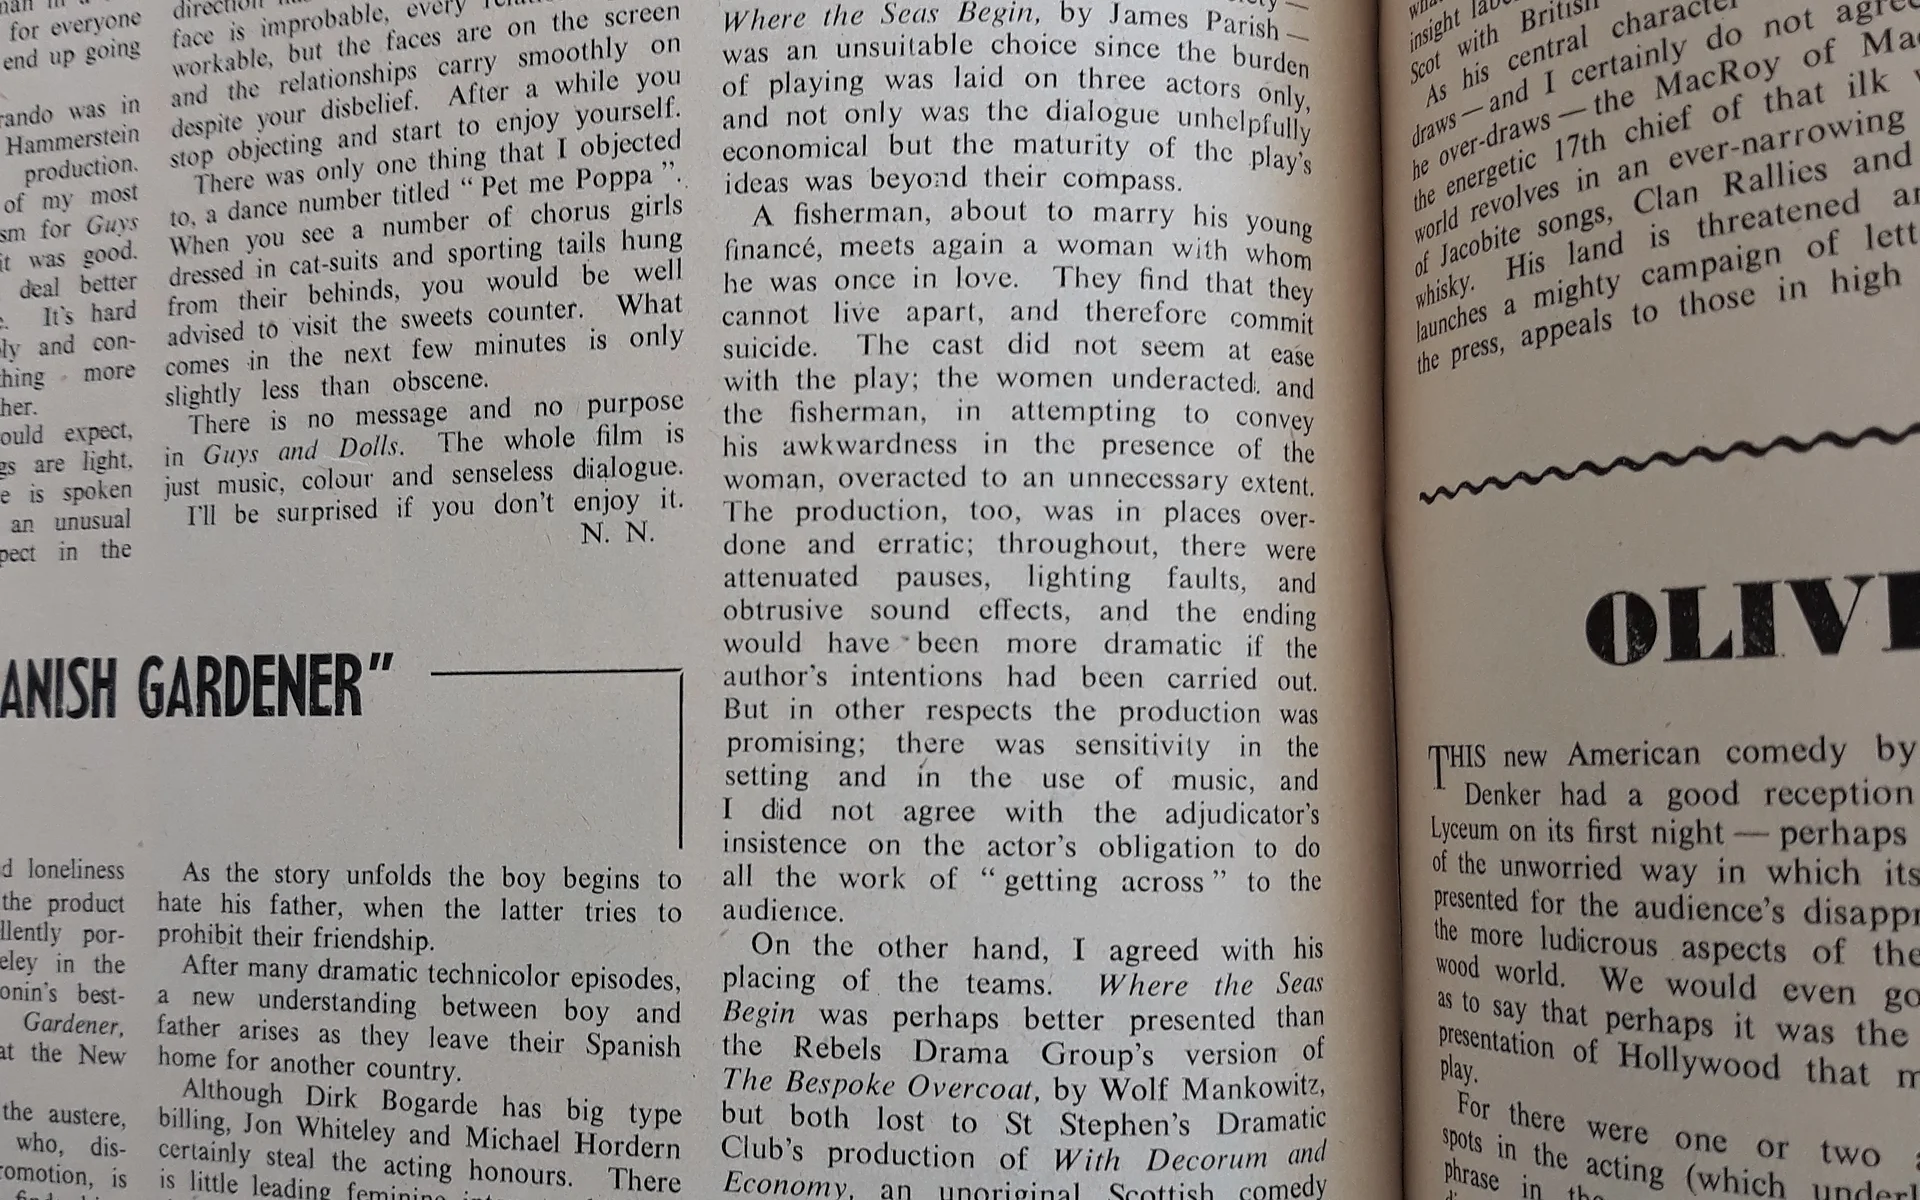 for everyone
end up going
rando was in
Hammerstein
production.
of my most
sm for Guys
it was good.
deal better
It's hard
ly and con-
hing more
her.
ould expect,
gs are light,
e is spoken
an unusual
pect in the
face is improbable, every
workable, but the faces are on the screen
and the relationships carry smoothly on
despite your disbelief. After a while you
stop objecting and start to enjoy yourself.
There was only one thing that I objected
to, a dance number titled “Pet me Poppa”.
When you see a number of chorus girls
dressed in cat-suits and sporting tails hung
from their behinds, you would be well
advised to visit the sweets counter. What
comes in the next few minutes is only
slightly less than obscene.
There is no message and no purpose
in Guys and Dolls. The whole film is
just music, colour and senseless dialogue.
I'll be surprised if you don't enjoy it.
N. N.
ANISH GARDENER”
d loneliness
the product
llently por-
eley in the
onin's best-
Gardener,
at the New
the austere,
who, dis-
romotion, is
As the story unfolds the boy begins to
hate his father, when the latter tries to
prohibit their friendship.
After many dramatic technicolor episodes,
a new understanding between boy and
father arises as they leave their Spanish
home for another country.
Although Dirk Bogarde has big type
billing, Jon Whiteley and Michael Hordern
certainly steal the acting honours. There
is little leading feminine
Where the Seas Begin, by James Parish —
was an unsuitable choice since the burden
of playing was laid on three actors only,
and not only was the dialogue unhelpfully
economical but the maturity of the play's
ideas was beyond their compass.
A fisherman, about to marry his young
financé, meets again a woman with whom
he was once in love. They find that they
cannot live apart, and therefore commit
suicide. The cast did not seem at ease
with the play; the women underacted, and
the fisherman, in attempting to convey
his awkwardness in the presence of the
woman, overacted to an unnecessary extent.
The production, too, was in places over-
done and erratic; throughout, there were
attenuated pauses, lighting faults, and
obtrusive sound effects, and the ending
would have been more dramatic if the
author's intentions had been carried out.
But in other respects the production was
promising; there was sensitivity in the
setting and in the use of music, and
I did not agree with the adjudicator's
insistence on the actor's obligation to do
all the work of “getting across” to the
audience.
On the other hand, I agreed with his
placing of the teams. Where the Seas
Begin was perhaps better presented than
the Rebels Drama Group's version of
The Bespoke Overcoat, by Wolf Mankowitz,
but both lost to St Stephen's Dramatic
Club's production of With Decorum and
Economy, an unoriginal Scottish comedy
insight
Scot with British
As his central character
draws — and I certainly do not agree
he over-draws — the MacRoy of Mac
the energetic 17th chief of that ilk
world revolves in an ever-narrowing
of Jacobite songs, Clan Rallies and
whisky. His land is threatened an
launches a mighty campaign of lett
the press, appeals to those in high
OLIVE
THIS new American comedy by
Denker had a good reception
Lyceum on its first night — perhaps
of the unworried way in which its
presented for the audience's disappr
the more ludicrous aspects of the
wood world. We would even go
as to say that perhaps it was the
presentation of Hollywood that m
play.
For there were one or two
spots in the acting (which underl
phrase in the